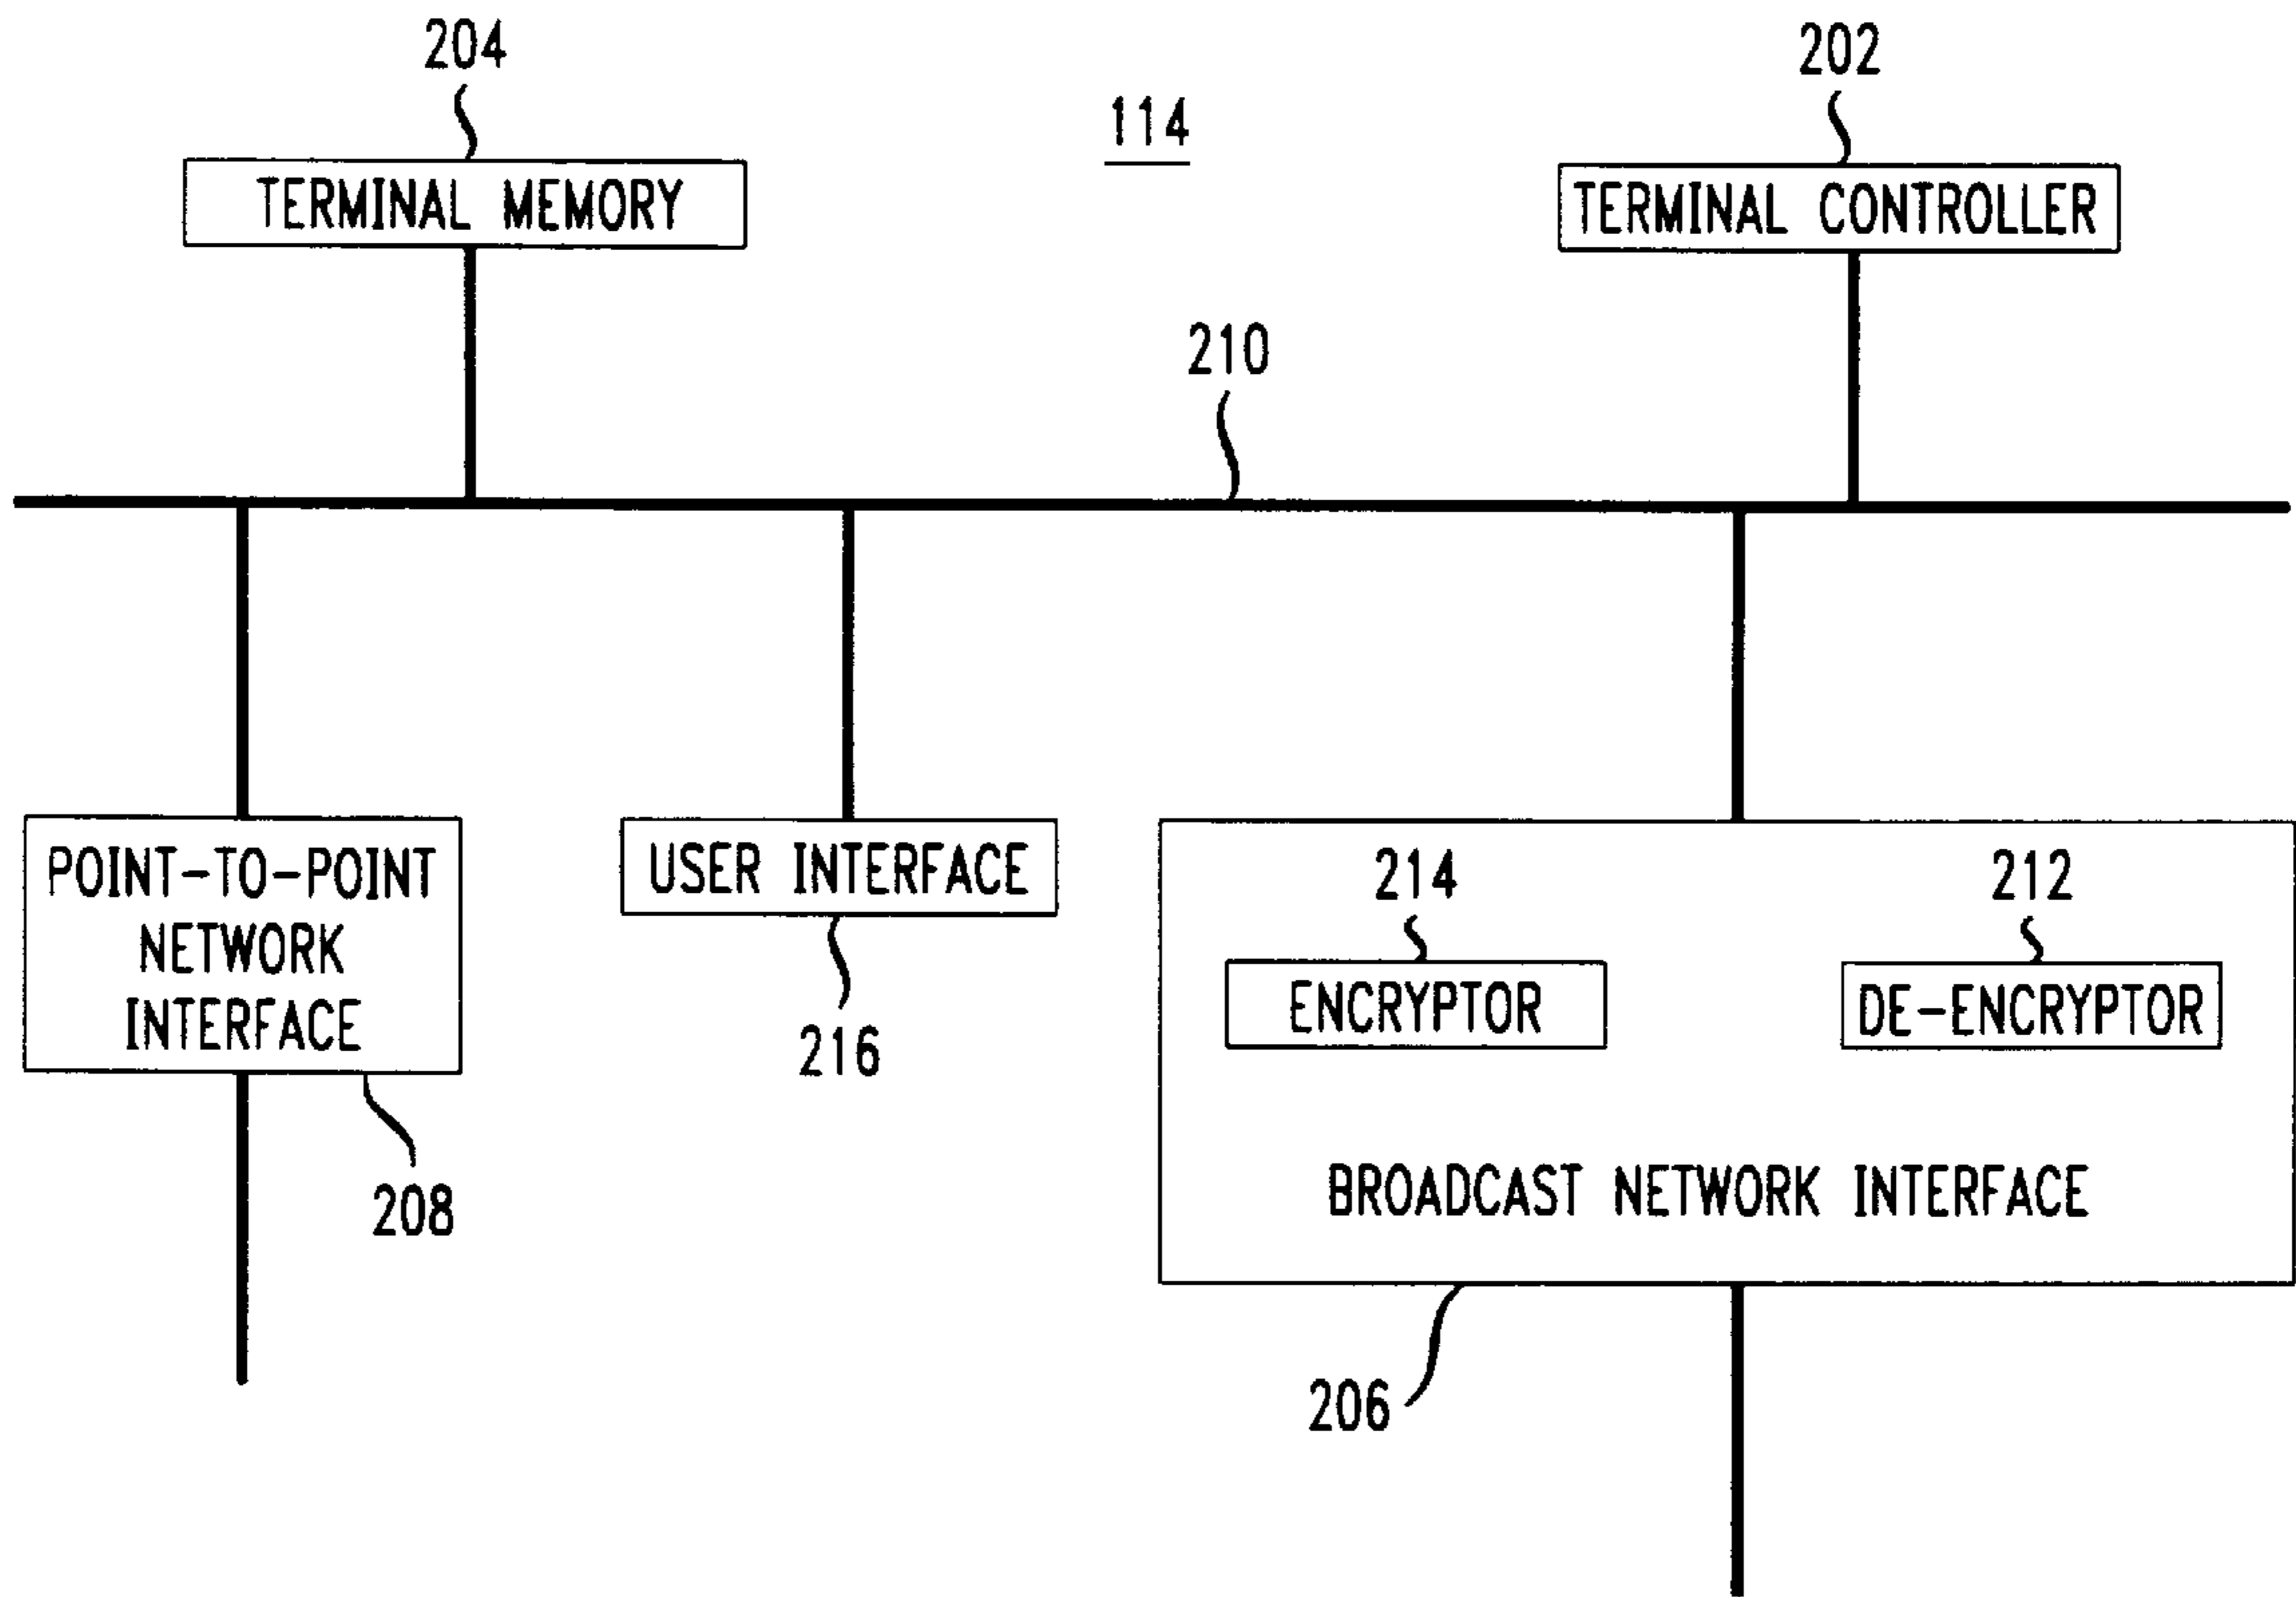 204
202
114
TERMINAL MEMORY
TERMINAL CONTROLLER
210
POINT-TO-POINT
NETWORK
INTERFACE
208
USER INTERFACE
216
214
212
ENCRYPTOR
DE-ENCRYPTOR
BROADCAST NETWORK INTERFACE
206